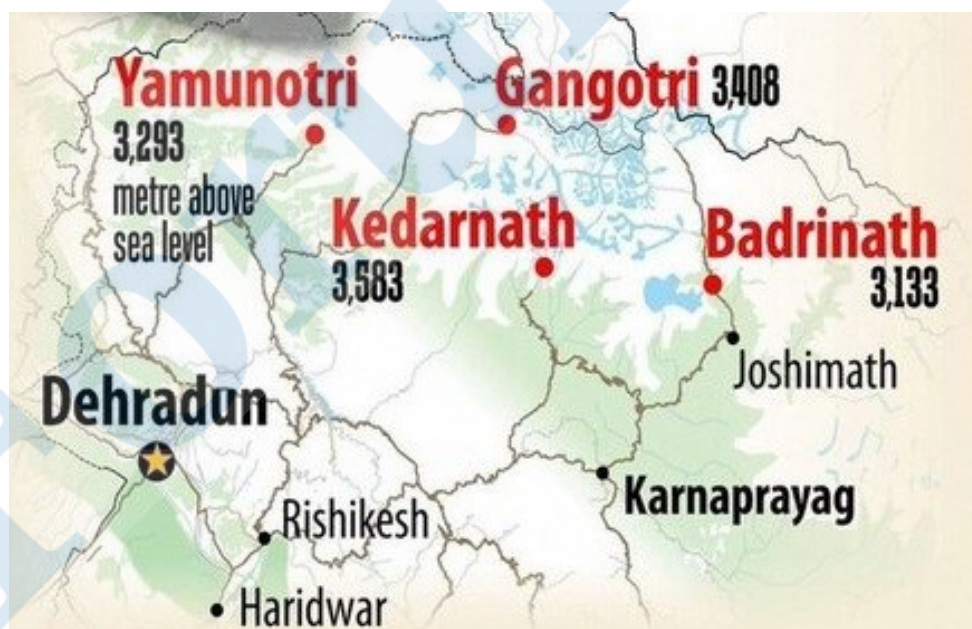 Yamunotri
3,293
metre above
sea level
Gangotri 3,408
Kedarnath
3,583
Badrinath
3,133
Joshimath
Dehradun
Karnaprayag
Rishikesh
Haridwar